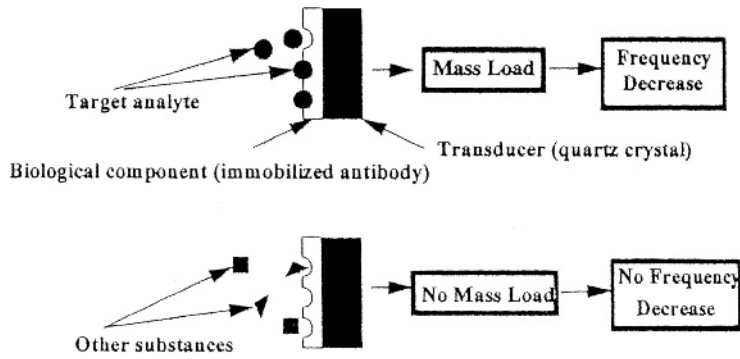 Target analyte
Mass Load
Frequency
Decrease
Transducer (quartz crystal)
Biological component (immobilized antibody)
Other substances
No Mass Load
No Frequency
Decrease